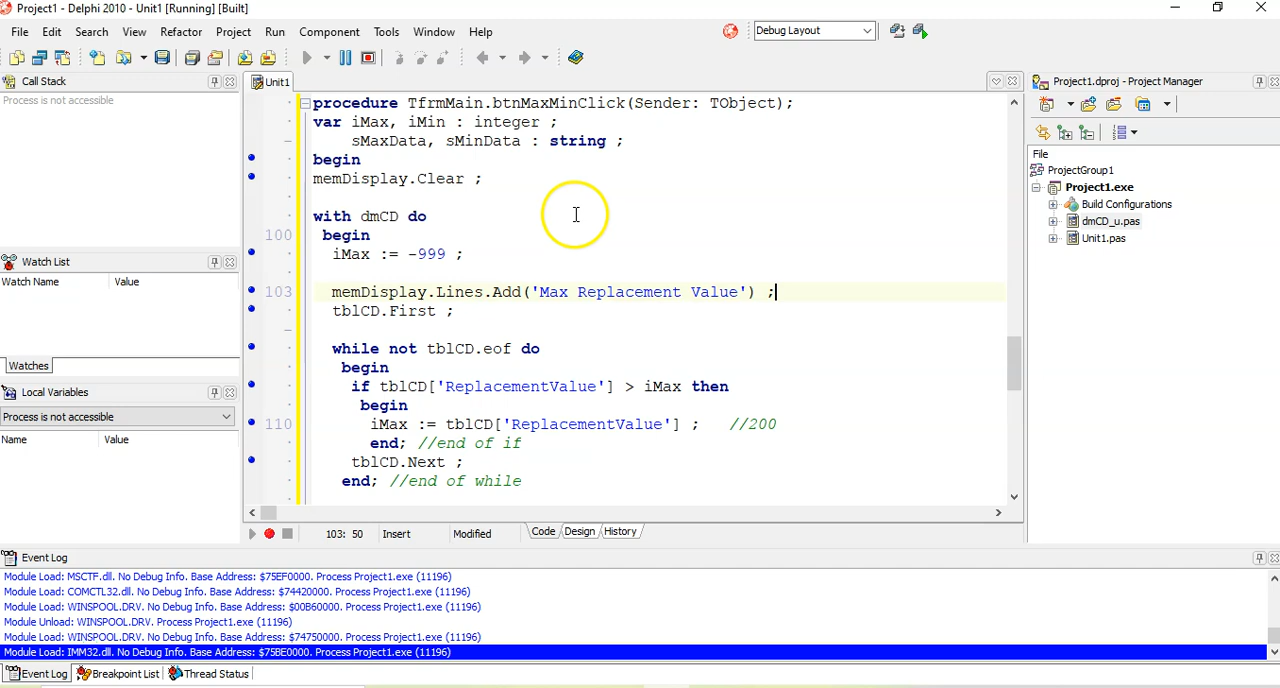 Project1 - Delphi 2010 - Unit1 [Running] [Built]
File Edit Search View Refactor Project Run Component Tools Window Help
Debug Layout
Call Stack
Process is not accessible
Watch List
Watch Name Value
Watches
Local Variables
Process is not accessible
Name Value
Unit1
procedure TfrmMain.btnMaxMinClick(Sender: TObject);
var iMax, iMin : integer ;
sMaxData, sMinData : string ;
begin
memDisplay.Clear ;
with dmCD do
100 begin
iMax := -999 ;
103 memDisplay.Lines.Add('Max Replacement Value') ;
tblCD.First ;
while not tblCD.eof do
begin
if tblCD['ReplacementValue'] > iMax then
begin
110 iMax := tblCD['ReplacementValue'] ; //200
end; //end of if
tblCD.Next ;
end; //end of while
103: 50 Insert Modified Code Design History
Project1.dproj - Project Manager
File
ProjectGroup1
Project1.exe
Build Configurations
dmCD_u.pas
Unit1.pas
Event Log
Module Load: MSCTF.dll. No Debug Info. Base Address: $75EF0000. Process Project1.exe (11196)
Module Load: COMCTL32.dll. No Debug Info. Base Address: $74420000. Process Project1.exe (11196)
Module Load: WINSPOOL.DRV. No Debug Info. Base Address: $00B60000. Process Project1.exe (11196)
Module Unload: WINSPOOL.DRV. Process Project1.exe (11196)
Module Load: WINSPOOL.DRV. No Debug Info. Base Address: $74750000. Process Project1.exe (11196)
Module Load: IMM32.dll. No Debug Info. Base Address: $75BE0000. Process Project1.exe (11196)
Event Log Breakpoint List Thread Status